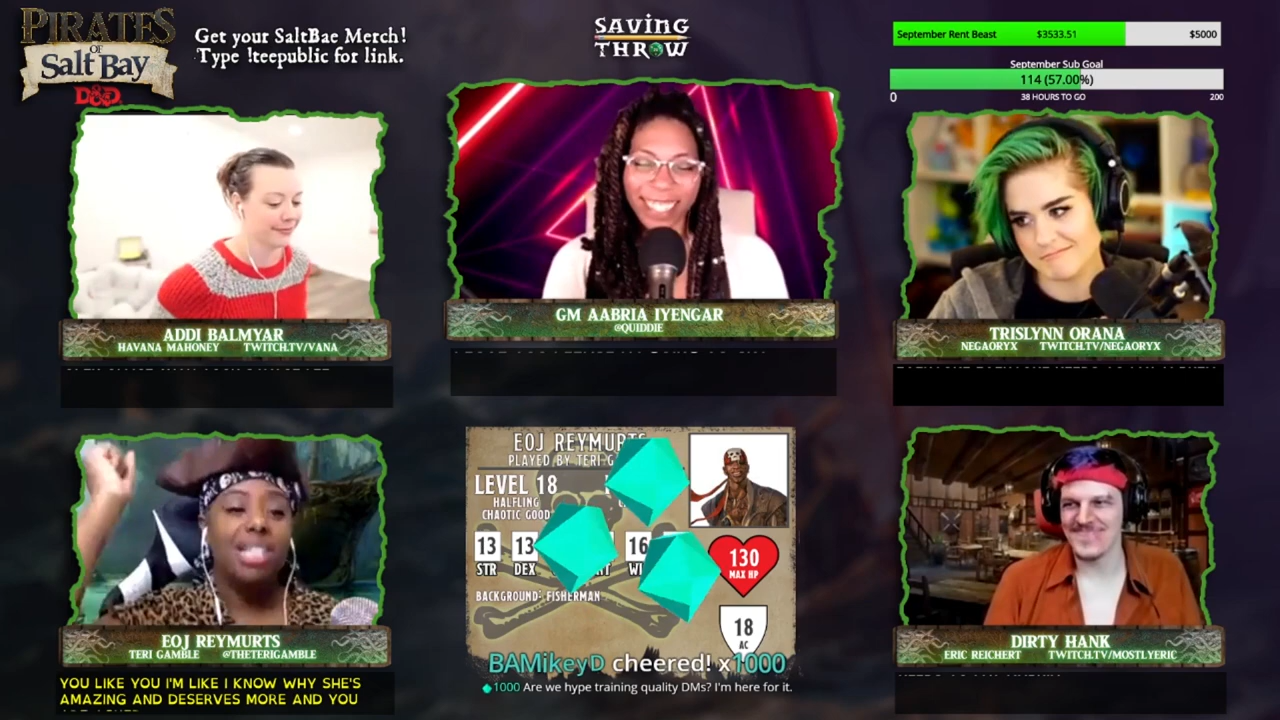 PIRATES
OF
Salt Bay
D&D
Get your SaltBae Merch!
Type !teepublic for link.
SAVING
THROW
September Rent Beast $3533.51 $5000
September Sub Goal
114 (57.00%)
0 38 HOURS TO GO 200
ADDI BALMYAR
HAVANA MAHONEY TWITCH.TV/VANA
GM AABRIA IYENGAR
@QUIDDIE
TRISLYNN ORANA
NEGAORYX TWITCH.TV/NEGAORYX
EOJ REYMURTS
TERI GAMBLE @THETERIGAMBLE
YOU LIKE YOU I'M LIKE I KNOW WHY SHE'S
AMAZING AND DESERVES MORE AND YOU
EOJ REYMURTS
PLAYED BY TERI
LEVEL 18
HALFLING
CHAOTIC GOOD
13 13 16
STR DEX
BACKGROUND: FISHERMAN
130
MAX HP
18
AC
BAMikeyD cheered! x1000
1000 Are we hype training quality DMs? I'm here for it.
DIRTY HANK
ERIC REICHERT TWITCH.TV/MOSTLYERIC